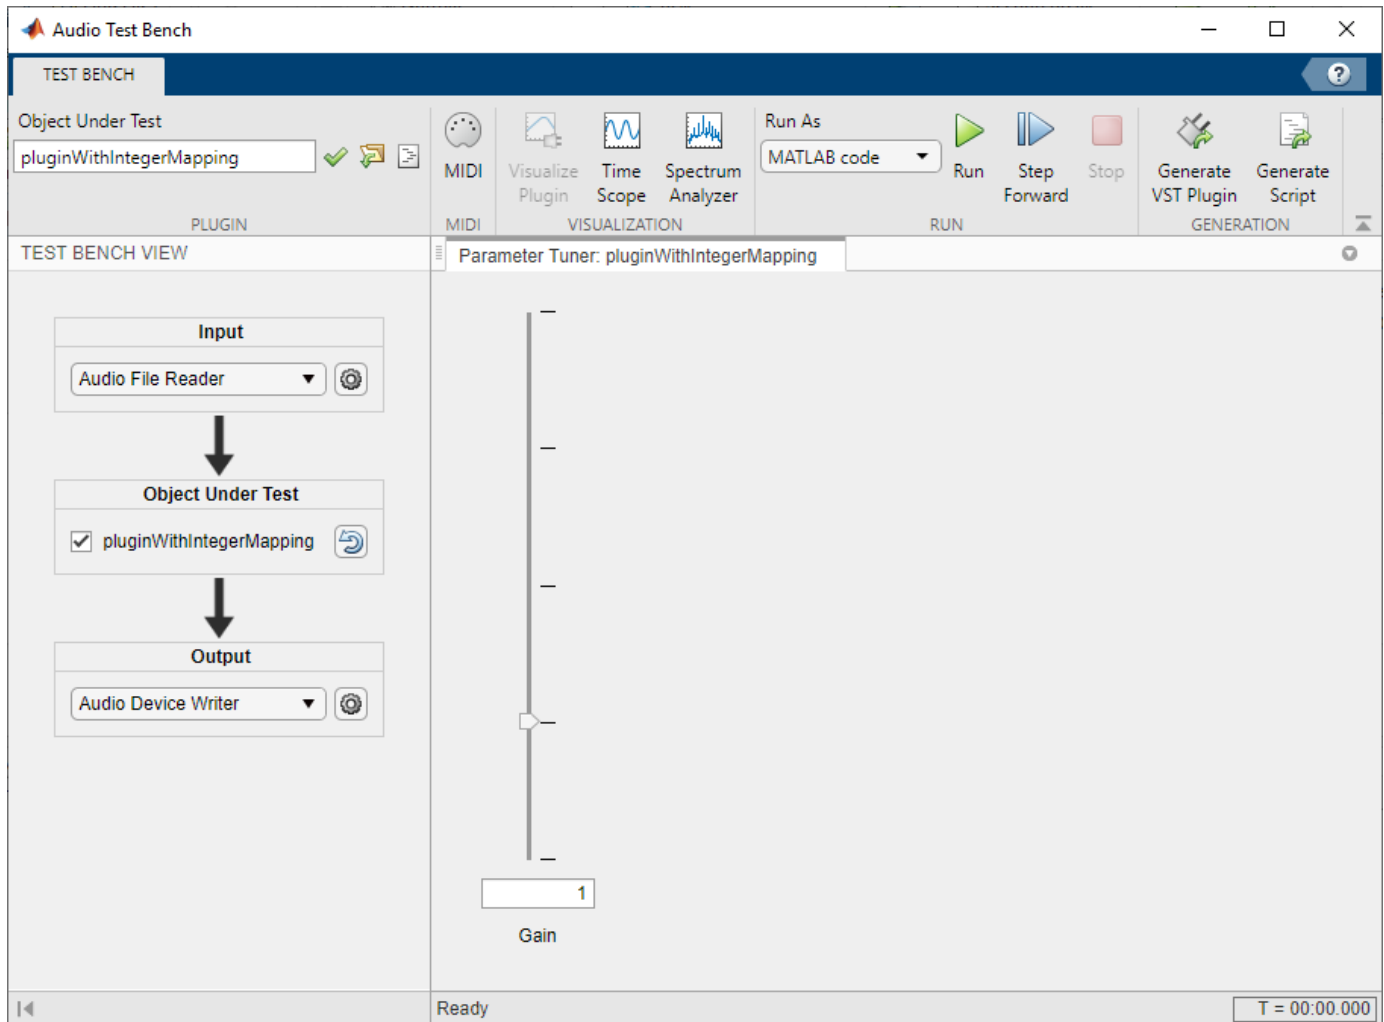 Audio Test Bench
TEST BENCH
?
Object Under Test
pluginWithIntegerMapping
PLUGIN
MIDI
MIDI
Visualize
Plugin
Time
Scope
Spectrum
Analyzer
VISUALIZATION
Run As
MATLAB code
Run
Step
Forward
Stop
RUN
Generate
VST Plugin
Generate
Script
GENERATION
TEST BENCH VIEW
Parameter Tuner: pluginWithIntegerMapping
Input
Audio File Reader
Object Under Test
pluginWithIntegerMapping
Output
Audio Device Writer
1
Gain
Ready
T = 00:00.000